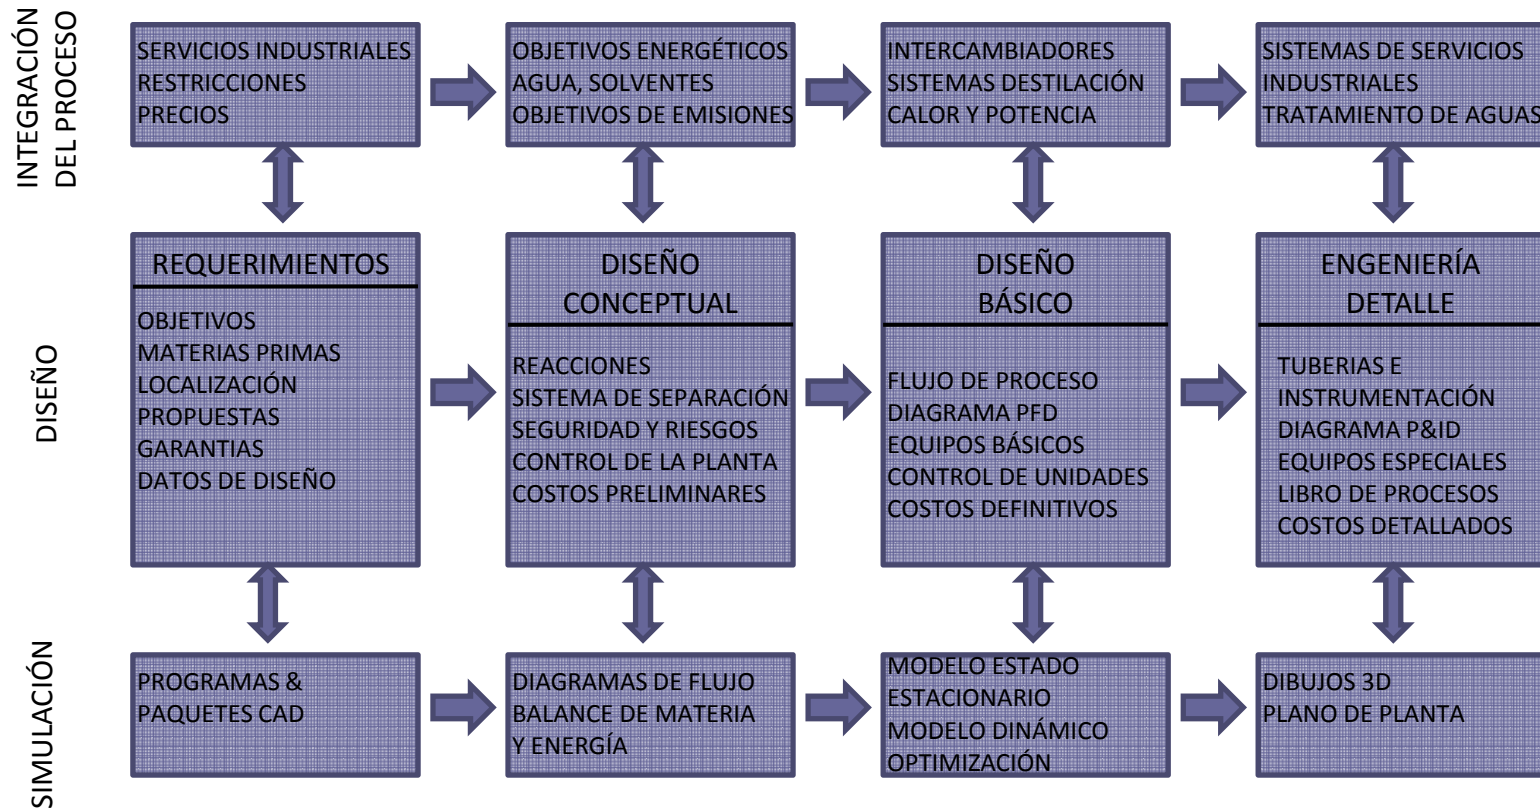 INTEGRACIÓN
DEL PROCESO
SERVICIOS INDUSTRIALES
RESTRICCIONES
PRECIOS
OBJETIVOS ENERGÉTICOS
AGUA, SOLVENTES
OBJETIVOS DE EMISIONES
INTERCAMBIADORES
SISTEMAS DESTILACIÓN
CALOR Y POTENCIA
SISTEMAS DE SERVICIOS
INDUSTRIALES
TRATAMIENTO DE AGUAS
DISEÑO
REQUERIMIENTOS
OBJETIVOS
MATERIAS PRIMAS
LOCALIZACIÓN
PROPUESTAS
GARANTIAS
DATOS DE DISEÑO
DISEÑO
CONCEPTUAL
REACCIONES
SISTEMA DE SEPARACIÓN
SEGURIDAD Y RIESGOS
CONTROL DE LA PLANTA
COSTOS PRELIMINARES
DISEÑO
BÁSICO
FLUJO DE PROCESO
DIAGRAMA PFD
EQUIPOS BÁSICOS
CONTROL DE UNIDADES
COSTOS DEFINITIVOS
ENGENIERÍA
DETALLE
TUBERIAS E
INSTRUMENTACIÓN
DIAGRAMA P&ID
EQUIPOS ESPECIALES
LIBRO DE PROCESOS
COSTOS DETALLADOS
SIMULACIÓN
PROGRAMAS &
PAQUETES CAD
DIAGRAMAS DE FLUJO
BALANCE DE MATERIA
Y ENERGÍA
MODELO ESTADO
ESTACIONARIO
MODELO DINÁMICO
OPTIMIZACIÓN
DIBUJOS 3D
PLANO DE PLANTA